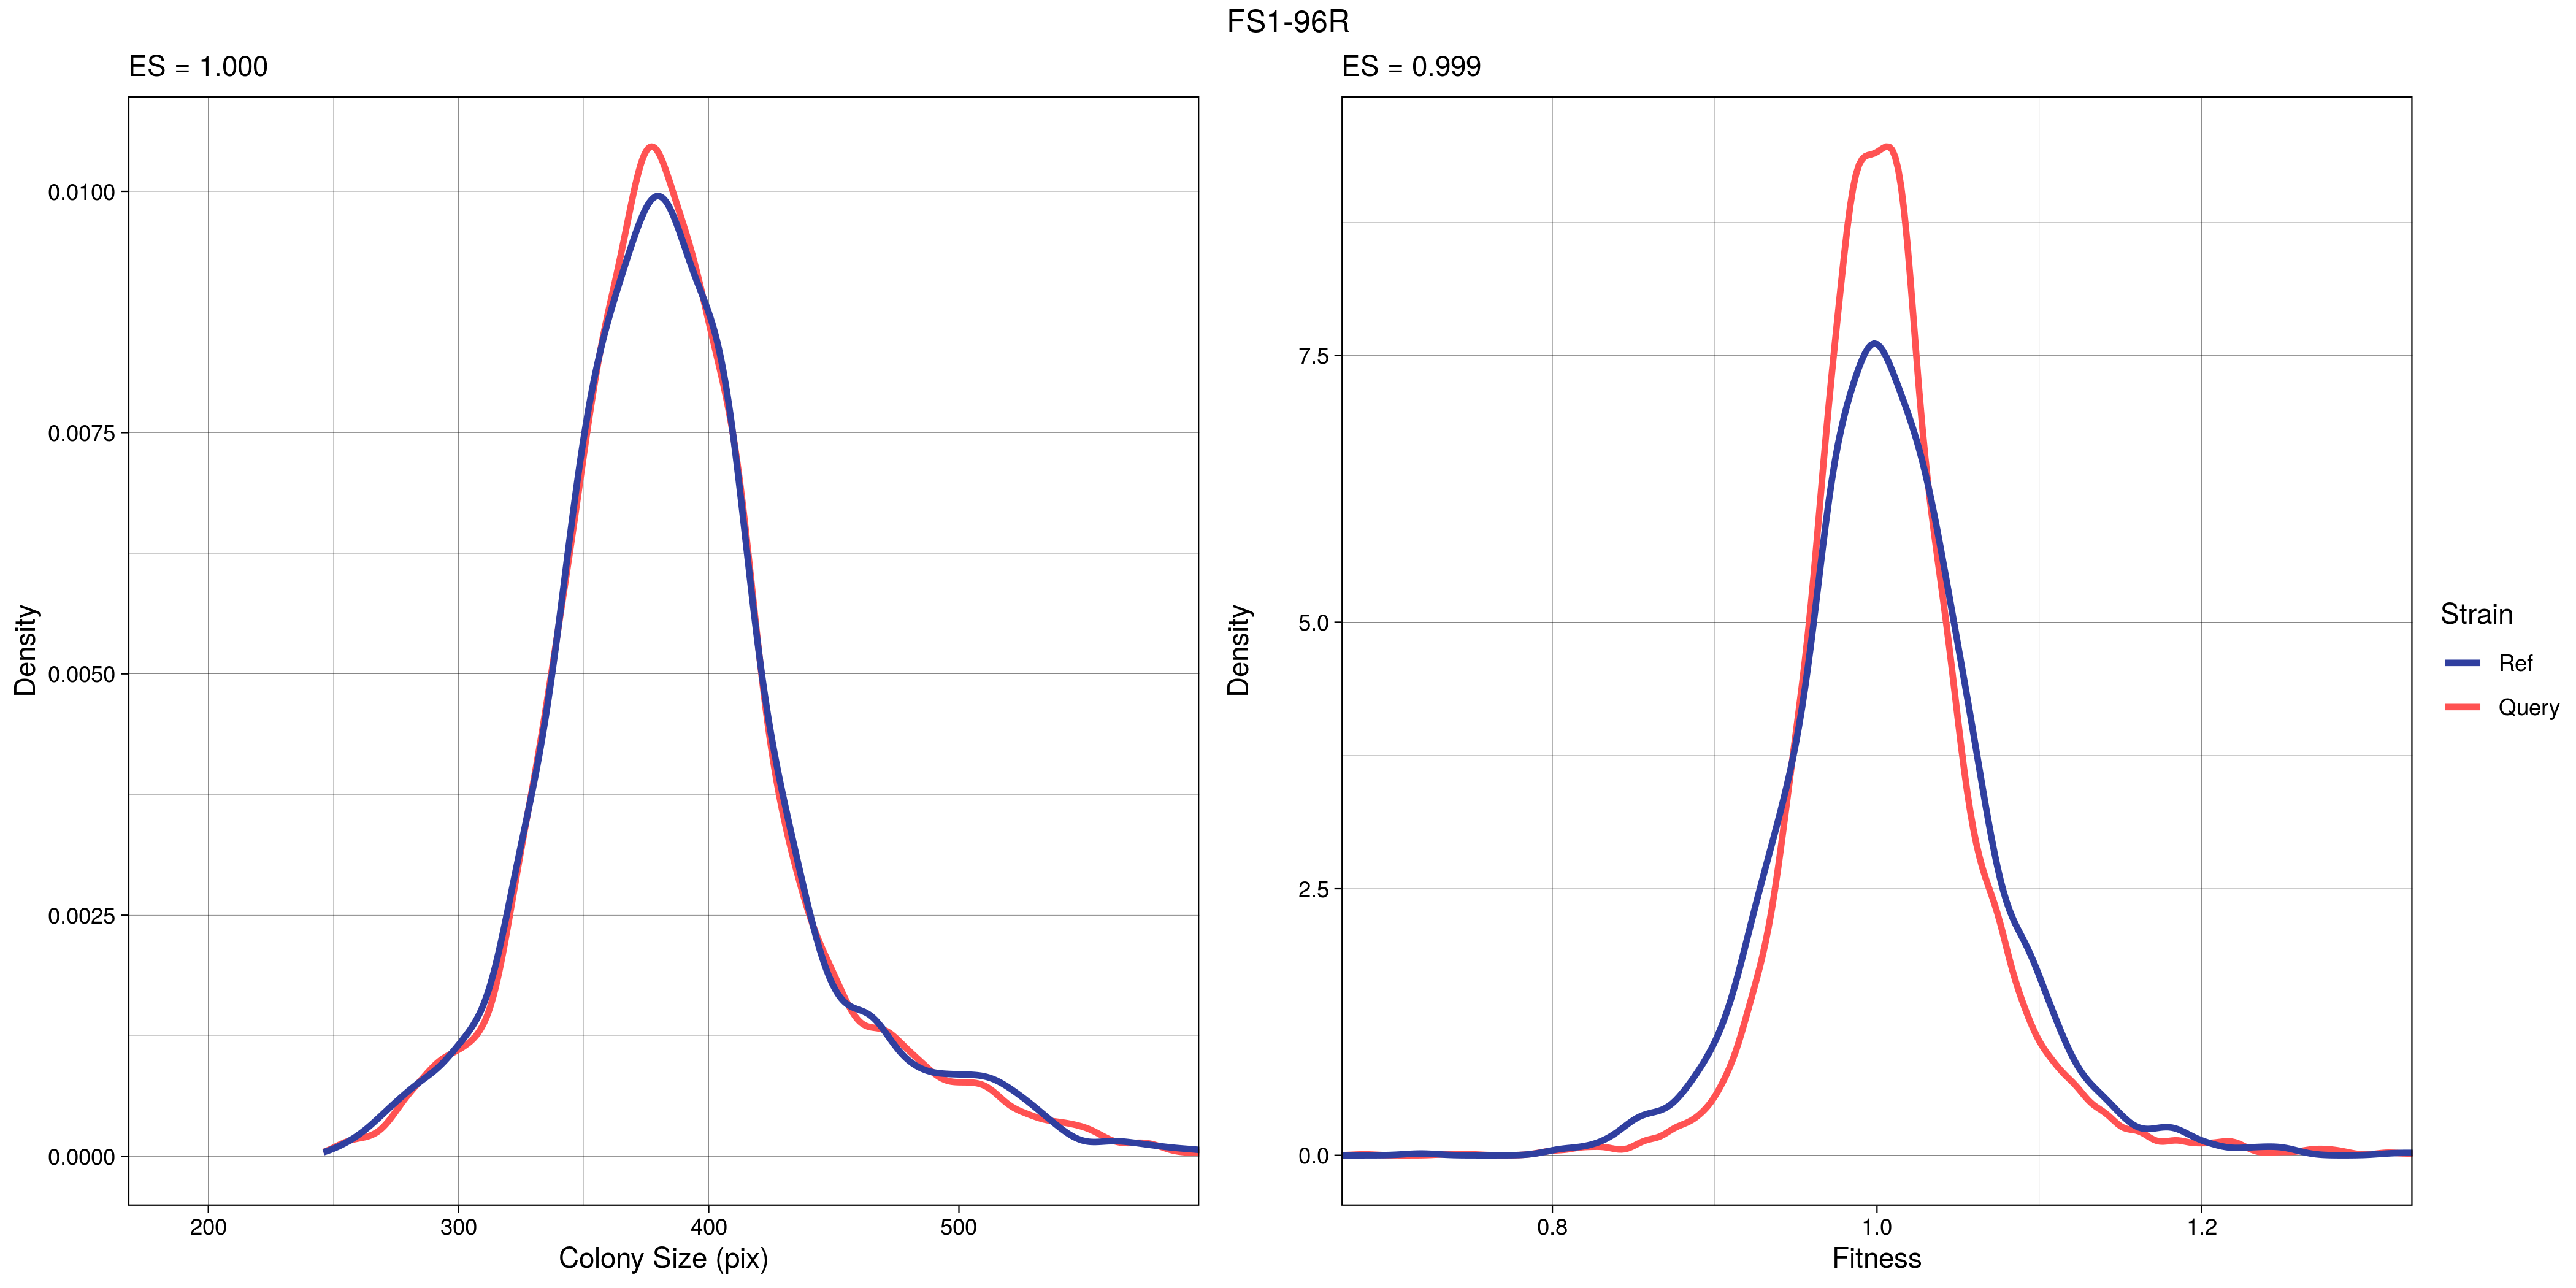 FS1-96R
ES = 1.000
0.0100
0.0075
0.0050
0.0025
0.0000
Density
200 300 400 500
Colony Size (pix)
ES = 0.999
7.5
5.0
2.5
0.0
Density
0.8 1.0 1.2
Fitness
Strain
Ref
Query